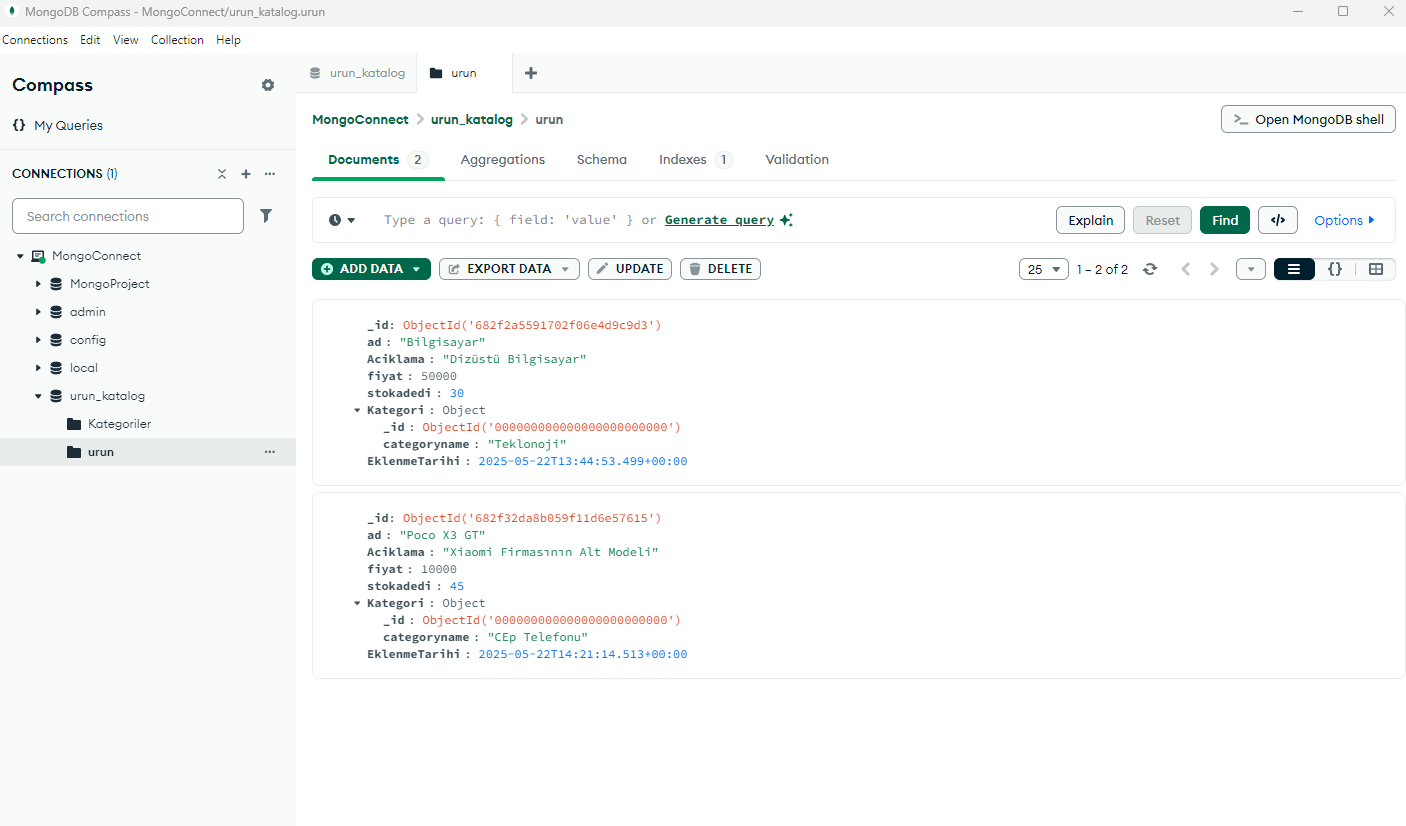 MongoDB Compass - MongoConnect/urun_katalog.urun
Connections Edit View Collection Help
Compass
{} My Queries
CONNECTIONS (1)
Search connections
MongoConnect
MongoProject
admin
config
local
urun_katalog
Kategoriler
urun
urun_katalog urun
MongoConnect > urun_katalog > urun
>_ Open MongoDB shell
Documents 2 Aggregations Schema Indexes 1 Validation
Type a query: { field: 'value' } or Generate query
Explain Reset Find </> Options
ADD DATA EXPORT DATA UPDATE DELETE
25 1 – 2 of 2 {}
_id: ObjectId('682f2a5591702f06e4d9c9d3')
ad : "Bilgisayar"
Aciklama : "Dizüstü Bilgisayar"
fiyat : 50000
stokadedi : 30
Kategori : Object
_id : ObjectId('000000000000000000000000')
categoryname : "Teklonoji"
EklenmeTarihi : 2025-05-22T13:44:53.499+00:00
_id: ObjectId('682f32da8b059f11d6e57615')
ad : "Poco X3 GT"
Aciklama : "Xiaomi Firmasının Alt Modeli"
fiyat : 10000
stokadedi : 45
Kategori : Object
_id : ObjectId('000000000000000000000000')
categoryname : "CEp Telefonu"
EklenmeTarihi : 2025-05-22T14:21:14.513+00:00